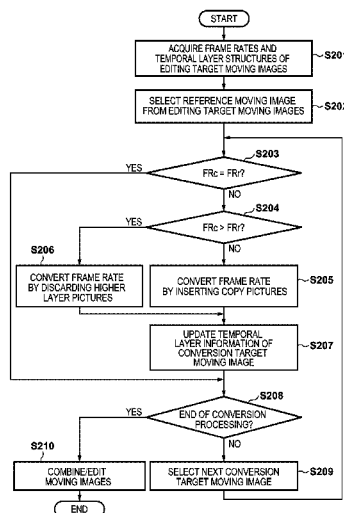 START
ACQUIRE FRAME RATES AND
TEMPORAL LAYER STRUCTURES OF
EDITING TARGET MOVING IMAGES
S201
SELECT REFERENCE MOVING IMAGE
FROM EDITING TARGET MOVING IMAGES
S202
S203
YES
FRc = FRr?
NO
S204
YES
FRc > FRr?
NO
S206
CONVERT FRAME RATE
BY DISCARDING HIGHER
LAYER PICTURES
CONVERT FRAME RATE
BY INSERTING COPY PICTURES
S205
UPDATE TEMPORAL
LAYER INFORMATION OF
CONVERSION TARGET
MOVING IMAGE
S207
S208
YES
END OF CONVERSION
PROCESSING?
NO
S210
COMBINE/EDIT
MOVING IMAGES
SELECT NEXT CONVERSION
TARGET MOVING IMAGE
S209
END